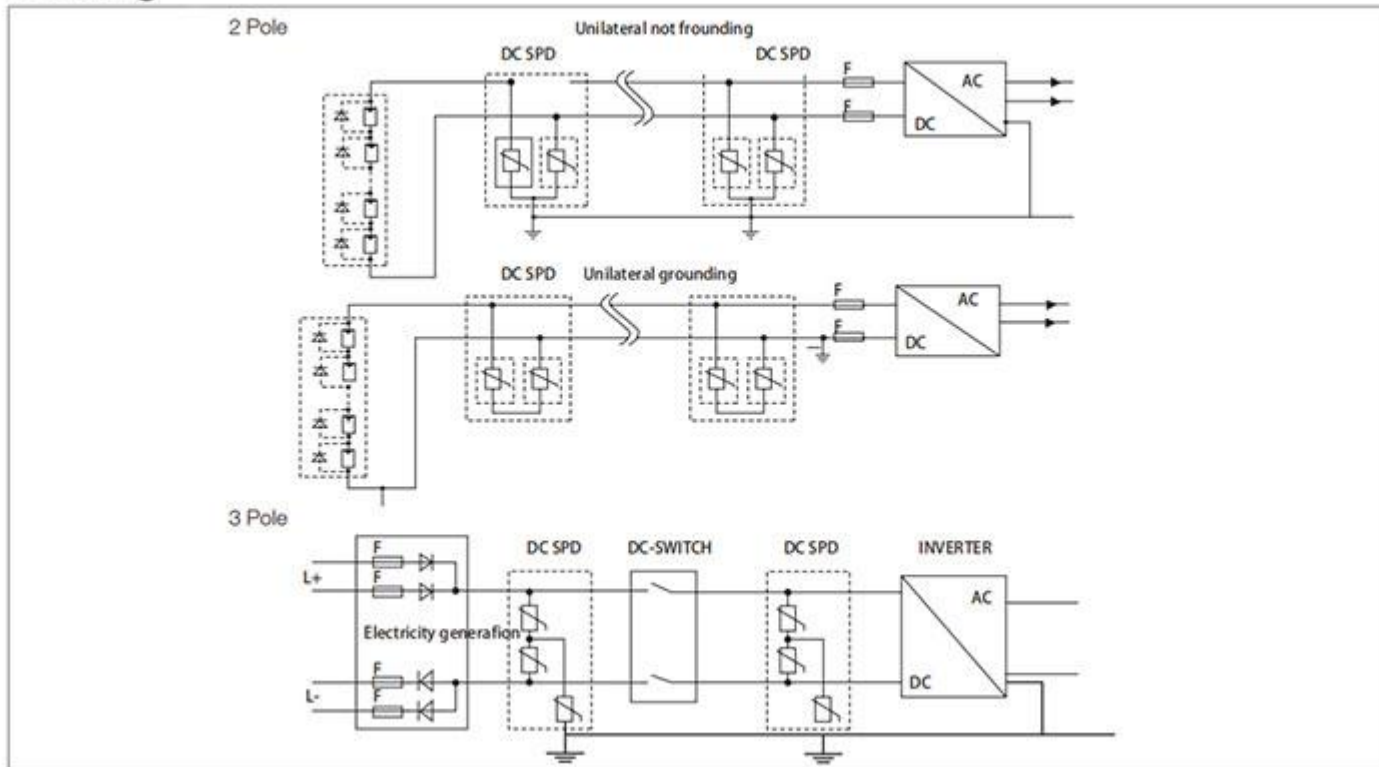 2 Pole
Unilateral not frounding
DC SPD
DC SPD
F
F
AC
DC
DC SPD
Unilateral grounding
F
F
AC
DC
3 Pole
F
F
L+
Electricity generafion
F
F
L-
DC SPD
DC-SWITCH
DC SPD
INVERTER
AC
DC